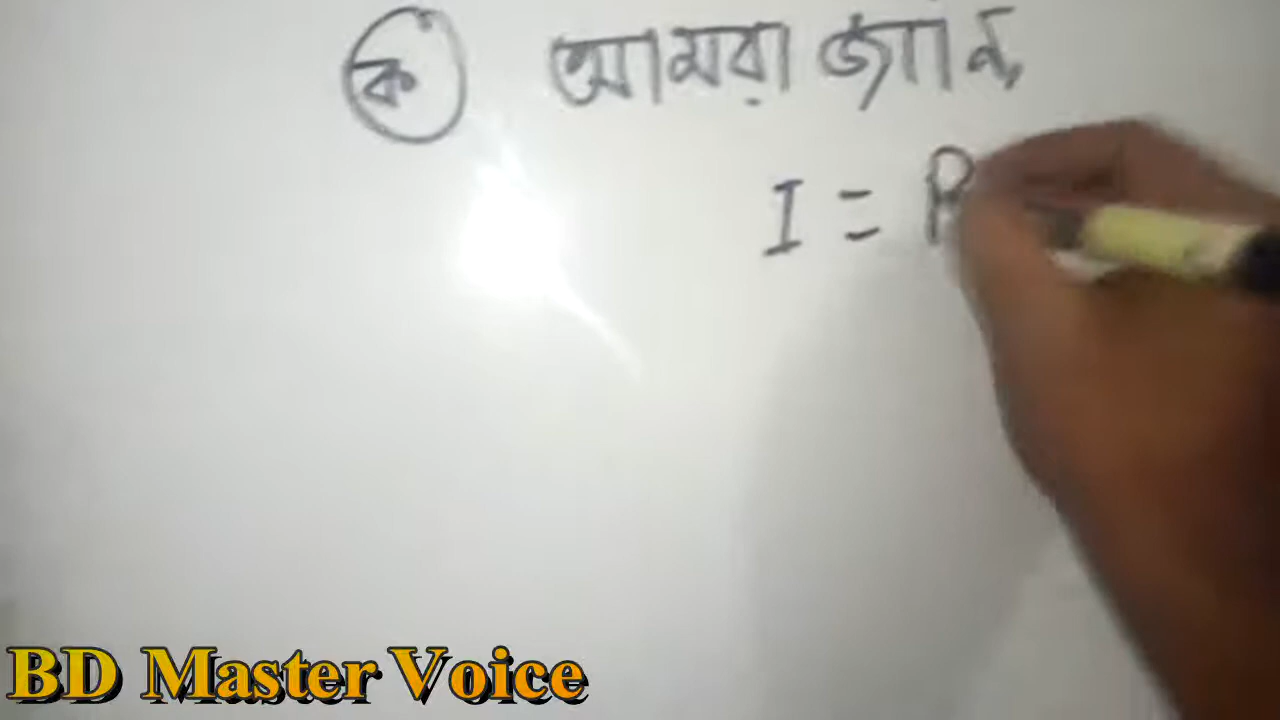 ক আমরা জানি,
I = P
BD Master Voice